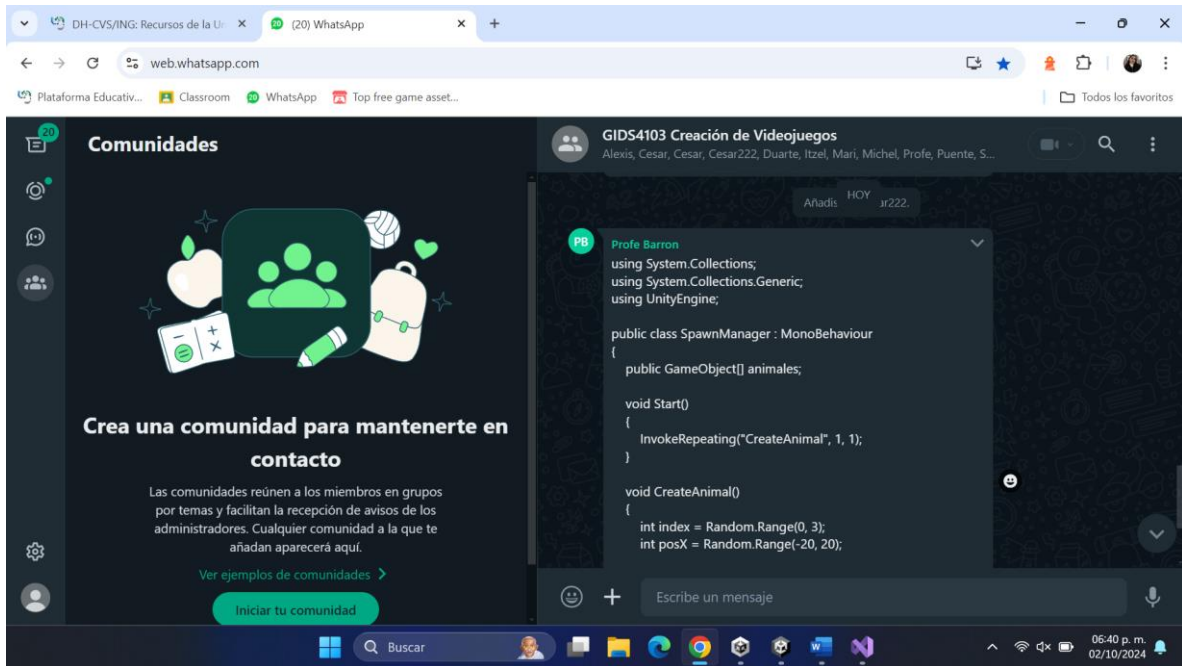 DH-CVS/ING: Recursos de la Un
(20) WhatsApp
web.whatsapp.com
Plataforma Educativ...
Classroom
WhatsApp
Top free game asset...
Todos los favoritos
20
Comunidades
Crea una comunidad para mantenerte en
contacto
Las comunidades reúnen a los miembros en grupos
por temas y facilitan la recepción de avisos de los
administradores. Cualquier comunidad a la que te
añadan aparecerá aquí.
Ver ejemplos de comunidades
Iniciar tu comunidad
GIDS4103 Creación de Videojuegos
Alexis, Cesar, Cesar, Cesar222, Duarte, Itzel, Mari, Michel, Profe, Puente, S...
HOY
Añadis
ar222.
PB
Profe Barron
using System.Collections;
using System.Collections.Generic;
using UnityEngine;
public class SpawnManager : MonoBehaviour
{
public GameObject[] animales;
void Start()
{
InvokeRepeating("CreateAnimal", 1, 1);
}
void CreateAnimal()
{
int index = Random.Range(0, 3);
int posX = Random.Range(-20, 20);
Escribe un mensaje
Buscar
06:40 p. m.
02/10/2024